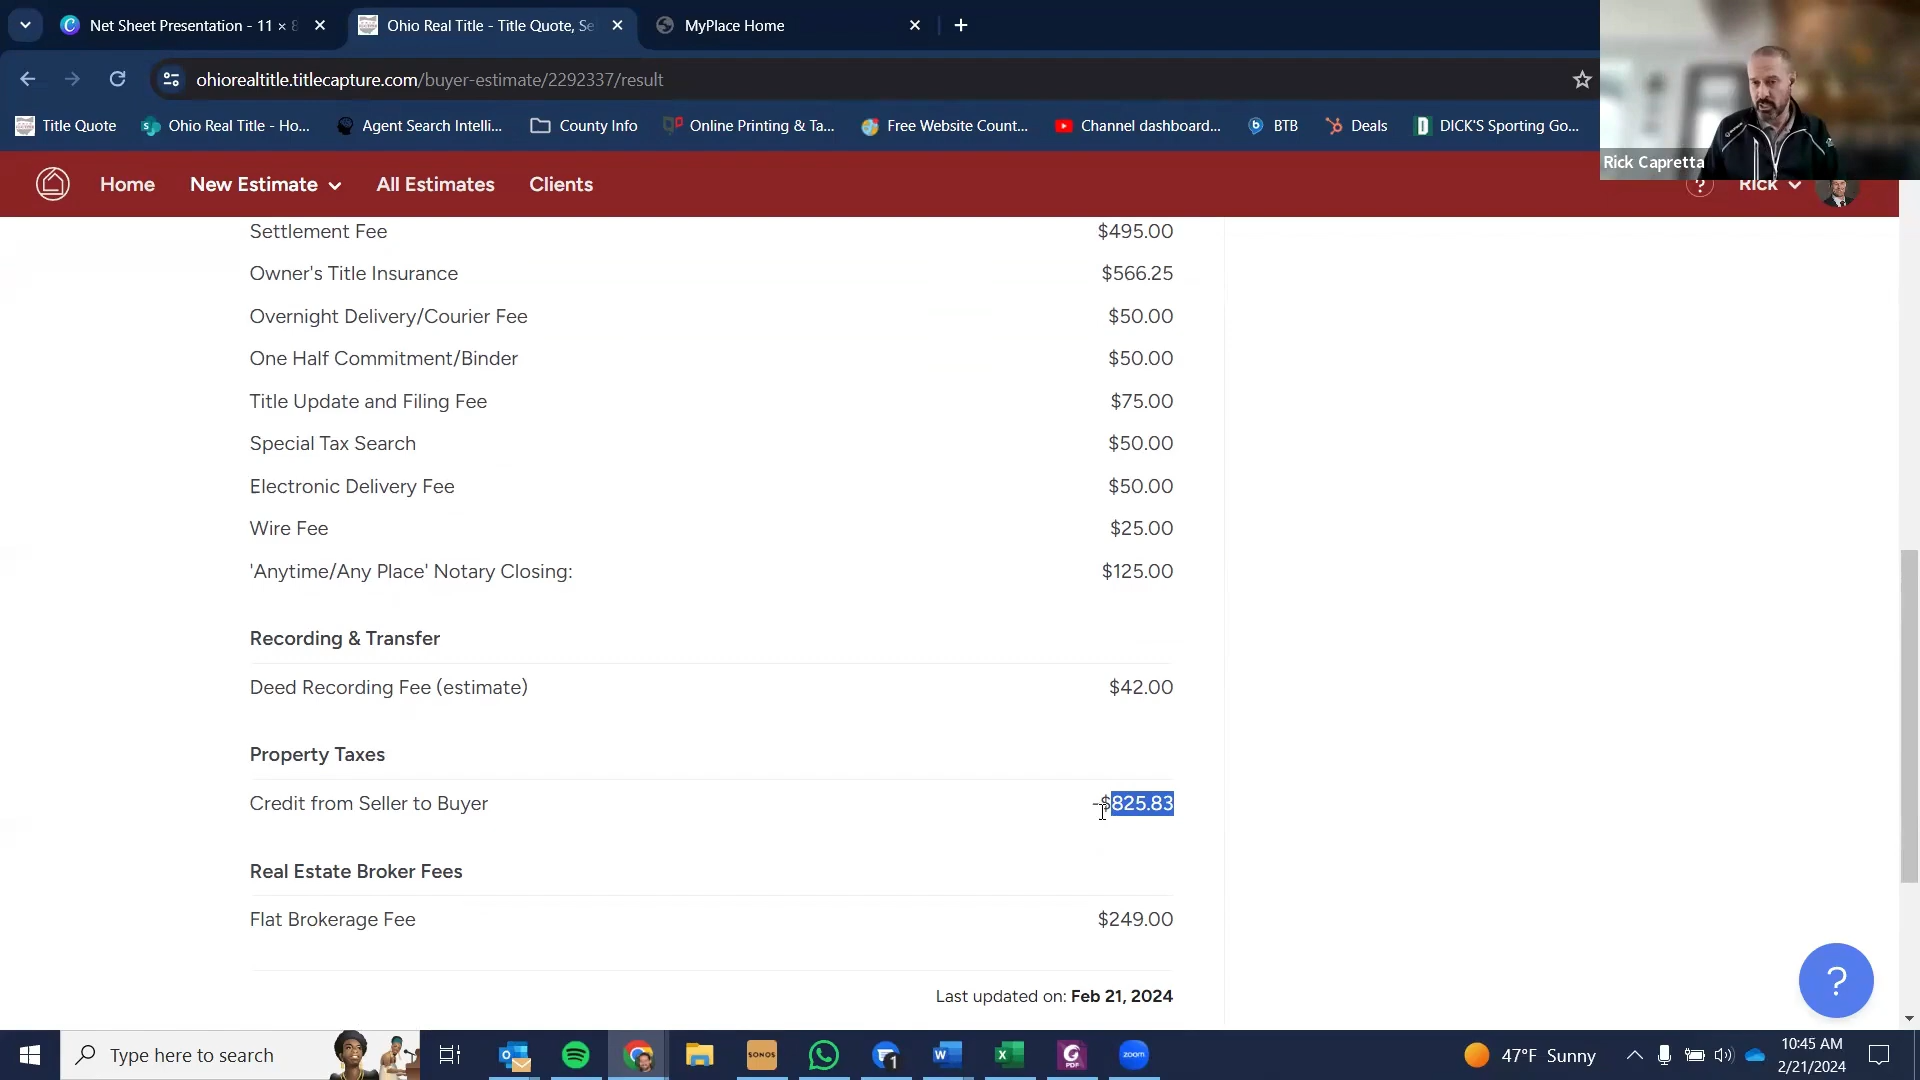 Net Sheet Presentation - 11 × 8
Ohio Real Title - Title Quote, Se
MyPlace Home
ohiorealtitle.titlecapture.com/buyer-estimate/2292337/result
Title Quote
Ohio Real Title - Ho...
Agent Search Intelli...
County Info
Online Printing & Ta...
Free Website Count...
Channel dashboard...
BTB
Deals
DICK'S Sporting Go...
Rick Capretta
Home
New Estimate
All Estimates
Clients
?
Rick
Settlement Fee $495.00
Owner's Title Insurance $566.25
Overnight Delivery/Courier Fee $50.00
One Half Commitment/Binder $50.00
Title Update and Filing Fee $75.00
Special Tax Search $50.00
Electronic Delivery Fee $50.00
Wire Fee $25.00
'Anytime/Any Place' Notary Closing: $125.00
Recording & Transfer
Deed Recording Fee (estimate) $42.00
Property Taxes
Credit from Seller to Buyer -$825.83
Real Estate Broker Fees
Flat Brokerage Fee $249.00
Last updated on: Feb 21, 2024
?
Type here to search
SONOS
1
W
X
PDF
zoom
47°F Sunny
10:45 AM
2/21/2024